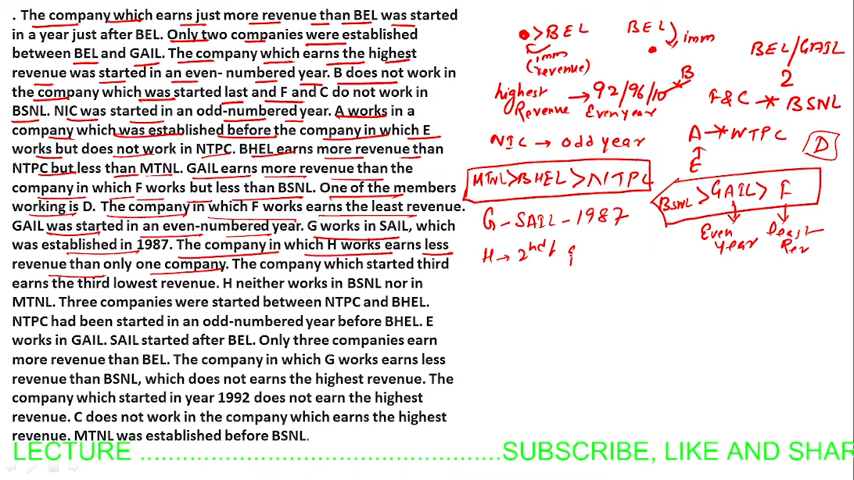 . The company which earns just more revenue than BEL was started
in a year just after BEL. Only two companies were established
between BEL and GAIL. The company which earns the highest
revenue was started in an even- numbered year. B does not work in
the company which was started last and F and C do not work in
BSNL. NIC was started in an odd-numbered year. A works in a
company which was established before the company in which E
works but does not work in NTPC. BHEL earns more revenue than
NTPC but less than MTNL. GAIL earns more revenue than the
company in which F works but less than BSNL. One of the members
working is D. The company in which F works earns the least revenue.
GAIL was started in an even-numbered year. G works in SAIL, which
was established in 1987. The company in which H works earns less
revenue than only one company. The company which started third
earns the third lowest revenue. H neither works in BSNL nor in
MTNL. Three companies were started between NTPC and BHEL.
NTPC had been started in an odd-numbered year before BHEL. E
works in GAIL. SAIL started after BEL. Only three companies earn
more revenue than BEL. The company in which G works earns less
revenue than BSNL, which does not earns the highest revenue. The
company which started in year 1992 does not earn the highest
revenue. C does not work in the company which earns the highest
revenue. MTNL was established before BSNL.
> BEL
imm
(revenue)
BEL
imm
BEL/GAIL
2
highest
Revenue → 92/96/10
Even year
B
F & C → BSNL
NIC → odd year
A → NTPC
E
D
MTNL > BHEL > NTPC
BSNL > GAIL > F
Even
year
least
Rev
G - SAIL - 1987
H → 2nd
LECTURE ....................................................SUBSCRIBE, LIKE AND SHAR